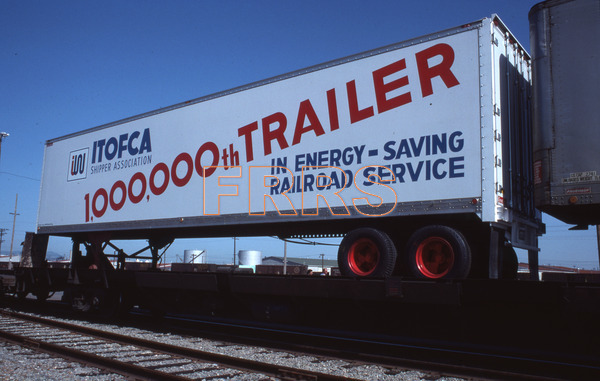 ITOFCA
SHIPPER ASSOCIATION
1,000,000th TRAILER
IN ENERGY-SAVING
RAILROAD SERVICE
FRRS